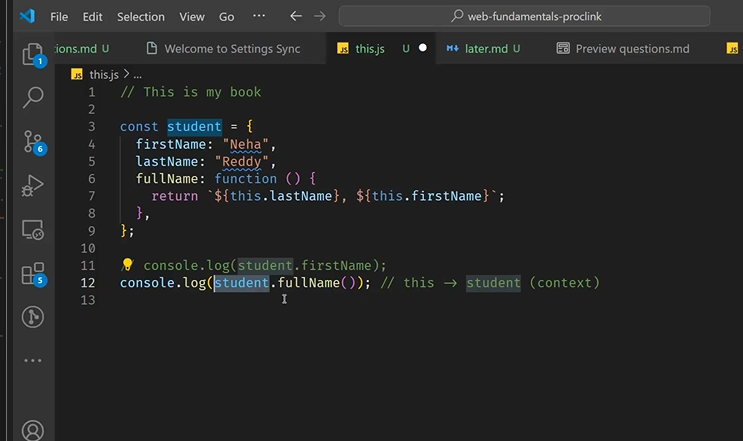 File Edit Selection View Go ··· ← → web-fundamentals-proclink
tions.md U Welcome to Settings Sync JS this.js U ● later.md U Preview questions.md JS
JS this.js > ...
1 // This is my book
2
3 const student = {
4 firstName: "Neha",
5 lastName: "Reddy",
6 fullName: function () {
7 return `${this.lastName}, ${this.firstName}`;
8 },
9 };
10
11 / console.log(student.firstName);
12 console.log(student.fullName()); // this → student (context)
13
1
6
5